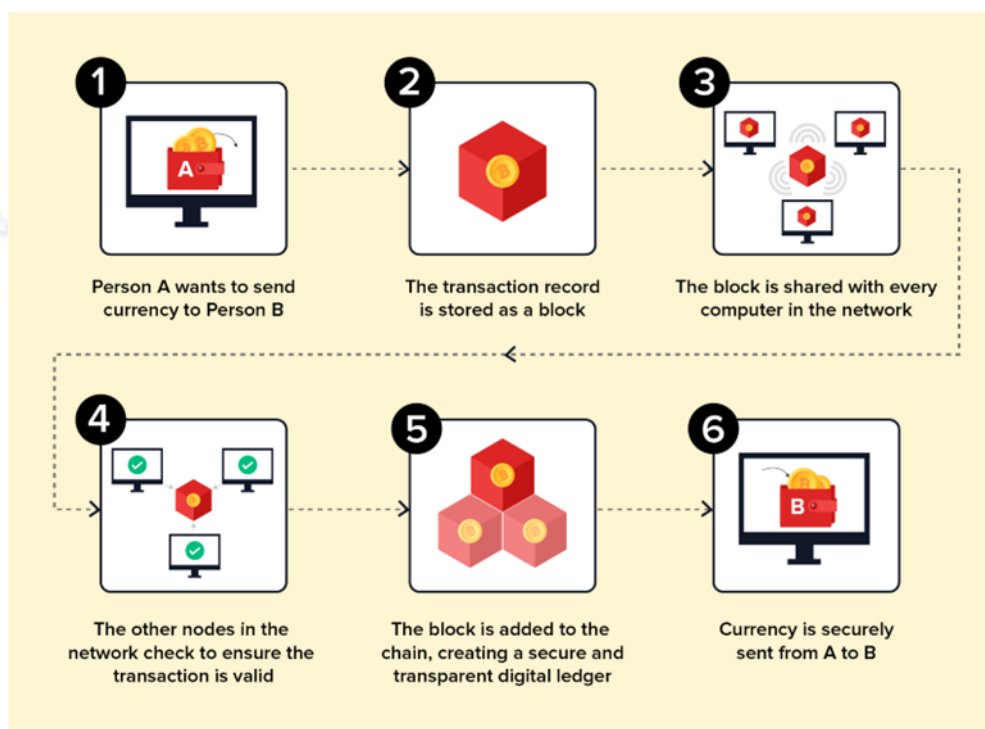 1
A
Person A wants to send
currency to Person B
2
The transaction record
is stored as a block
3
The block is shared with every
computer in the network
4
The other nodes in the
network check to ensure the
transaction is valid
5
The block is added to the
chain, creating a secure and
transparent digital ledger
6
B
Currency is securely
sent from A to B